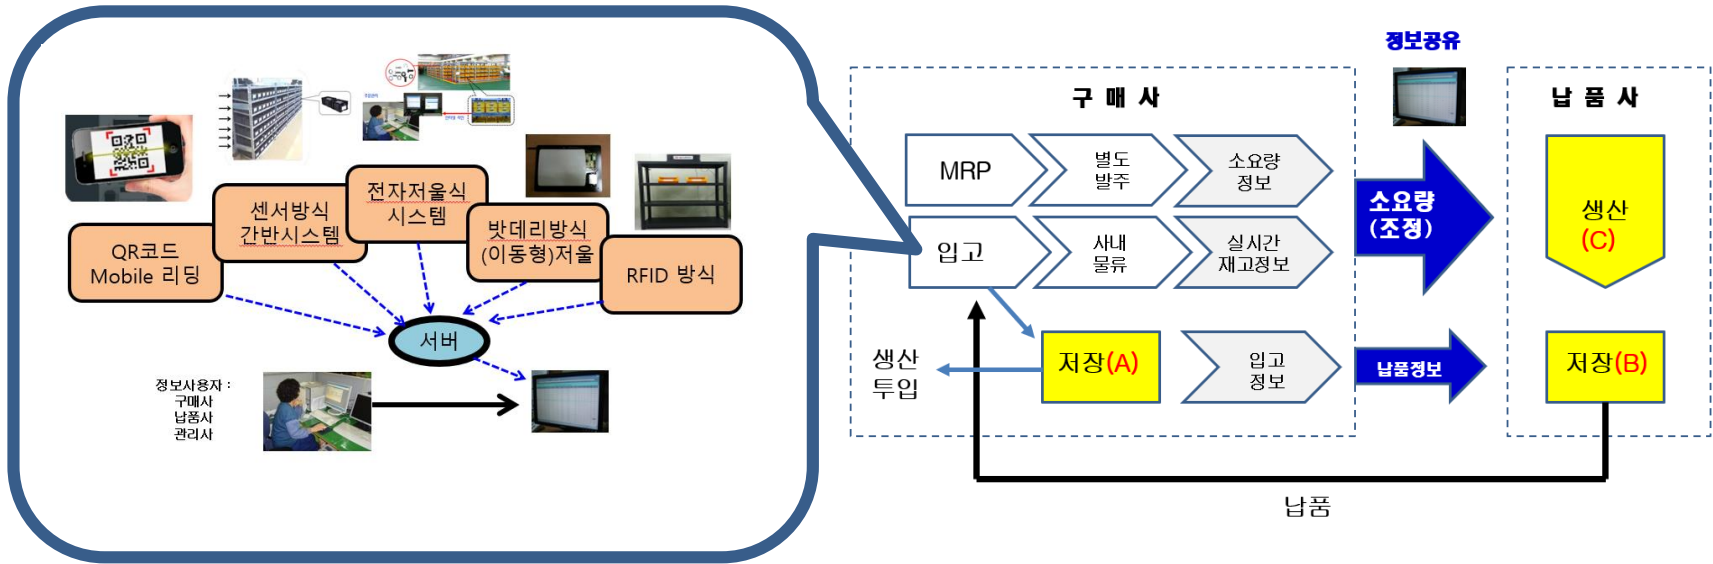 QR코드
Mobile 리딩
센서방식
간반시스템
전자저울식
시스템
밧데리방식
(이동형)저울
RFID 방식
서버
정보사용자 :
구매사
납품사
관리사
정보공유
구 매 사
납 품 사
MRP
별도
발주
소요량
정보
소요량
(조정)
생산
(C)
입고
사내
물류
실시간
재고정보
생산
투입
저장(A)
입고
정보
납품정보
저장(B)
납품